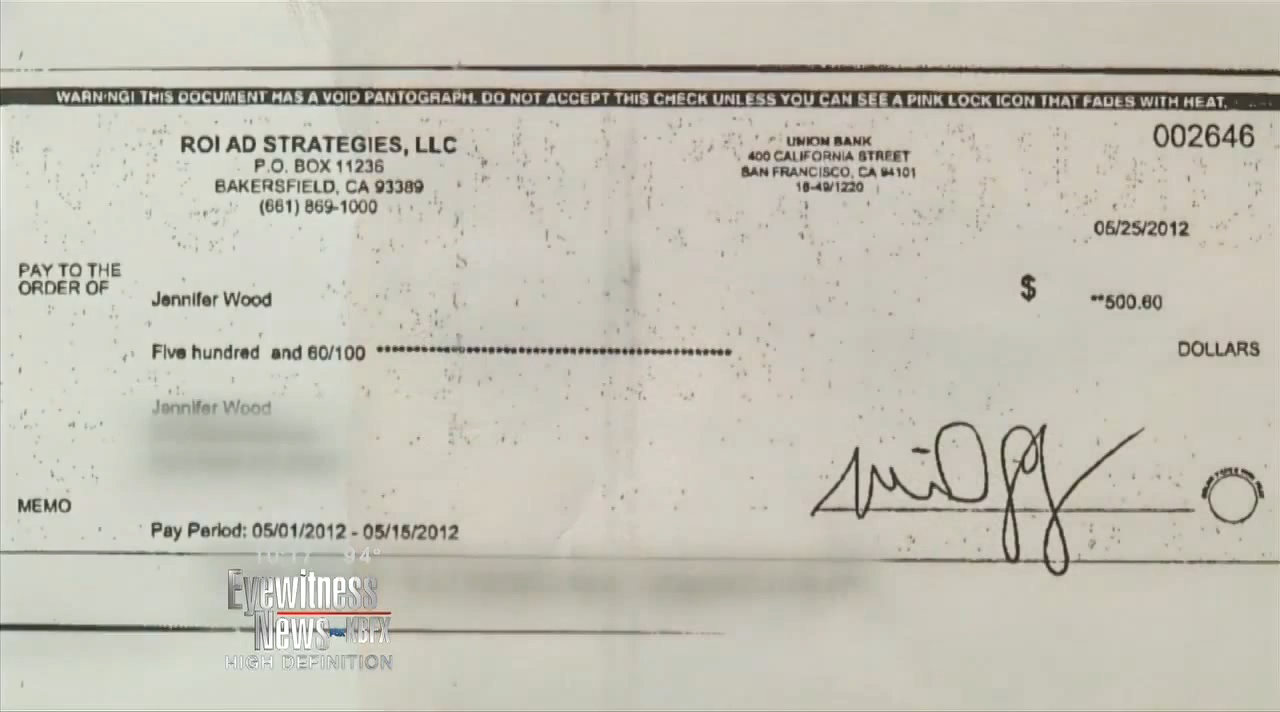 WARNING! THIS DOCUMENT HAS A VOID PANTOGRAPH. DO NOT ACCEPT THIS CHECK UNLESS YOU CAN SEE A PINK LOCK ICON THAT FADES WITH HEAT.
ROI AD STRATEGIES, LLC
P.O. BOX 11236
BAKERSFIELD, CA 93389
(661) 869-1000
UNION BANK
400 CALIFORNIA STREET
SAN FRANCISCO, CA 94101
16-49/1220
002646
05/25/2012
PAY TO THE
ORDER OF
Jennifer Wood
$ **500.60
Five hundred and 60/100
DOLLARS
Jennifer Wood
MEMO
Pay Period: 05/01/2012 - 05/15/2012
10:17 94°
Eyewitness
News KBFX
HIGH DEFINITION